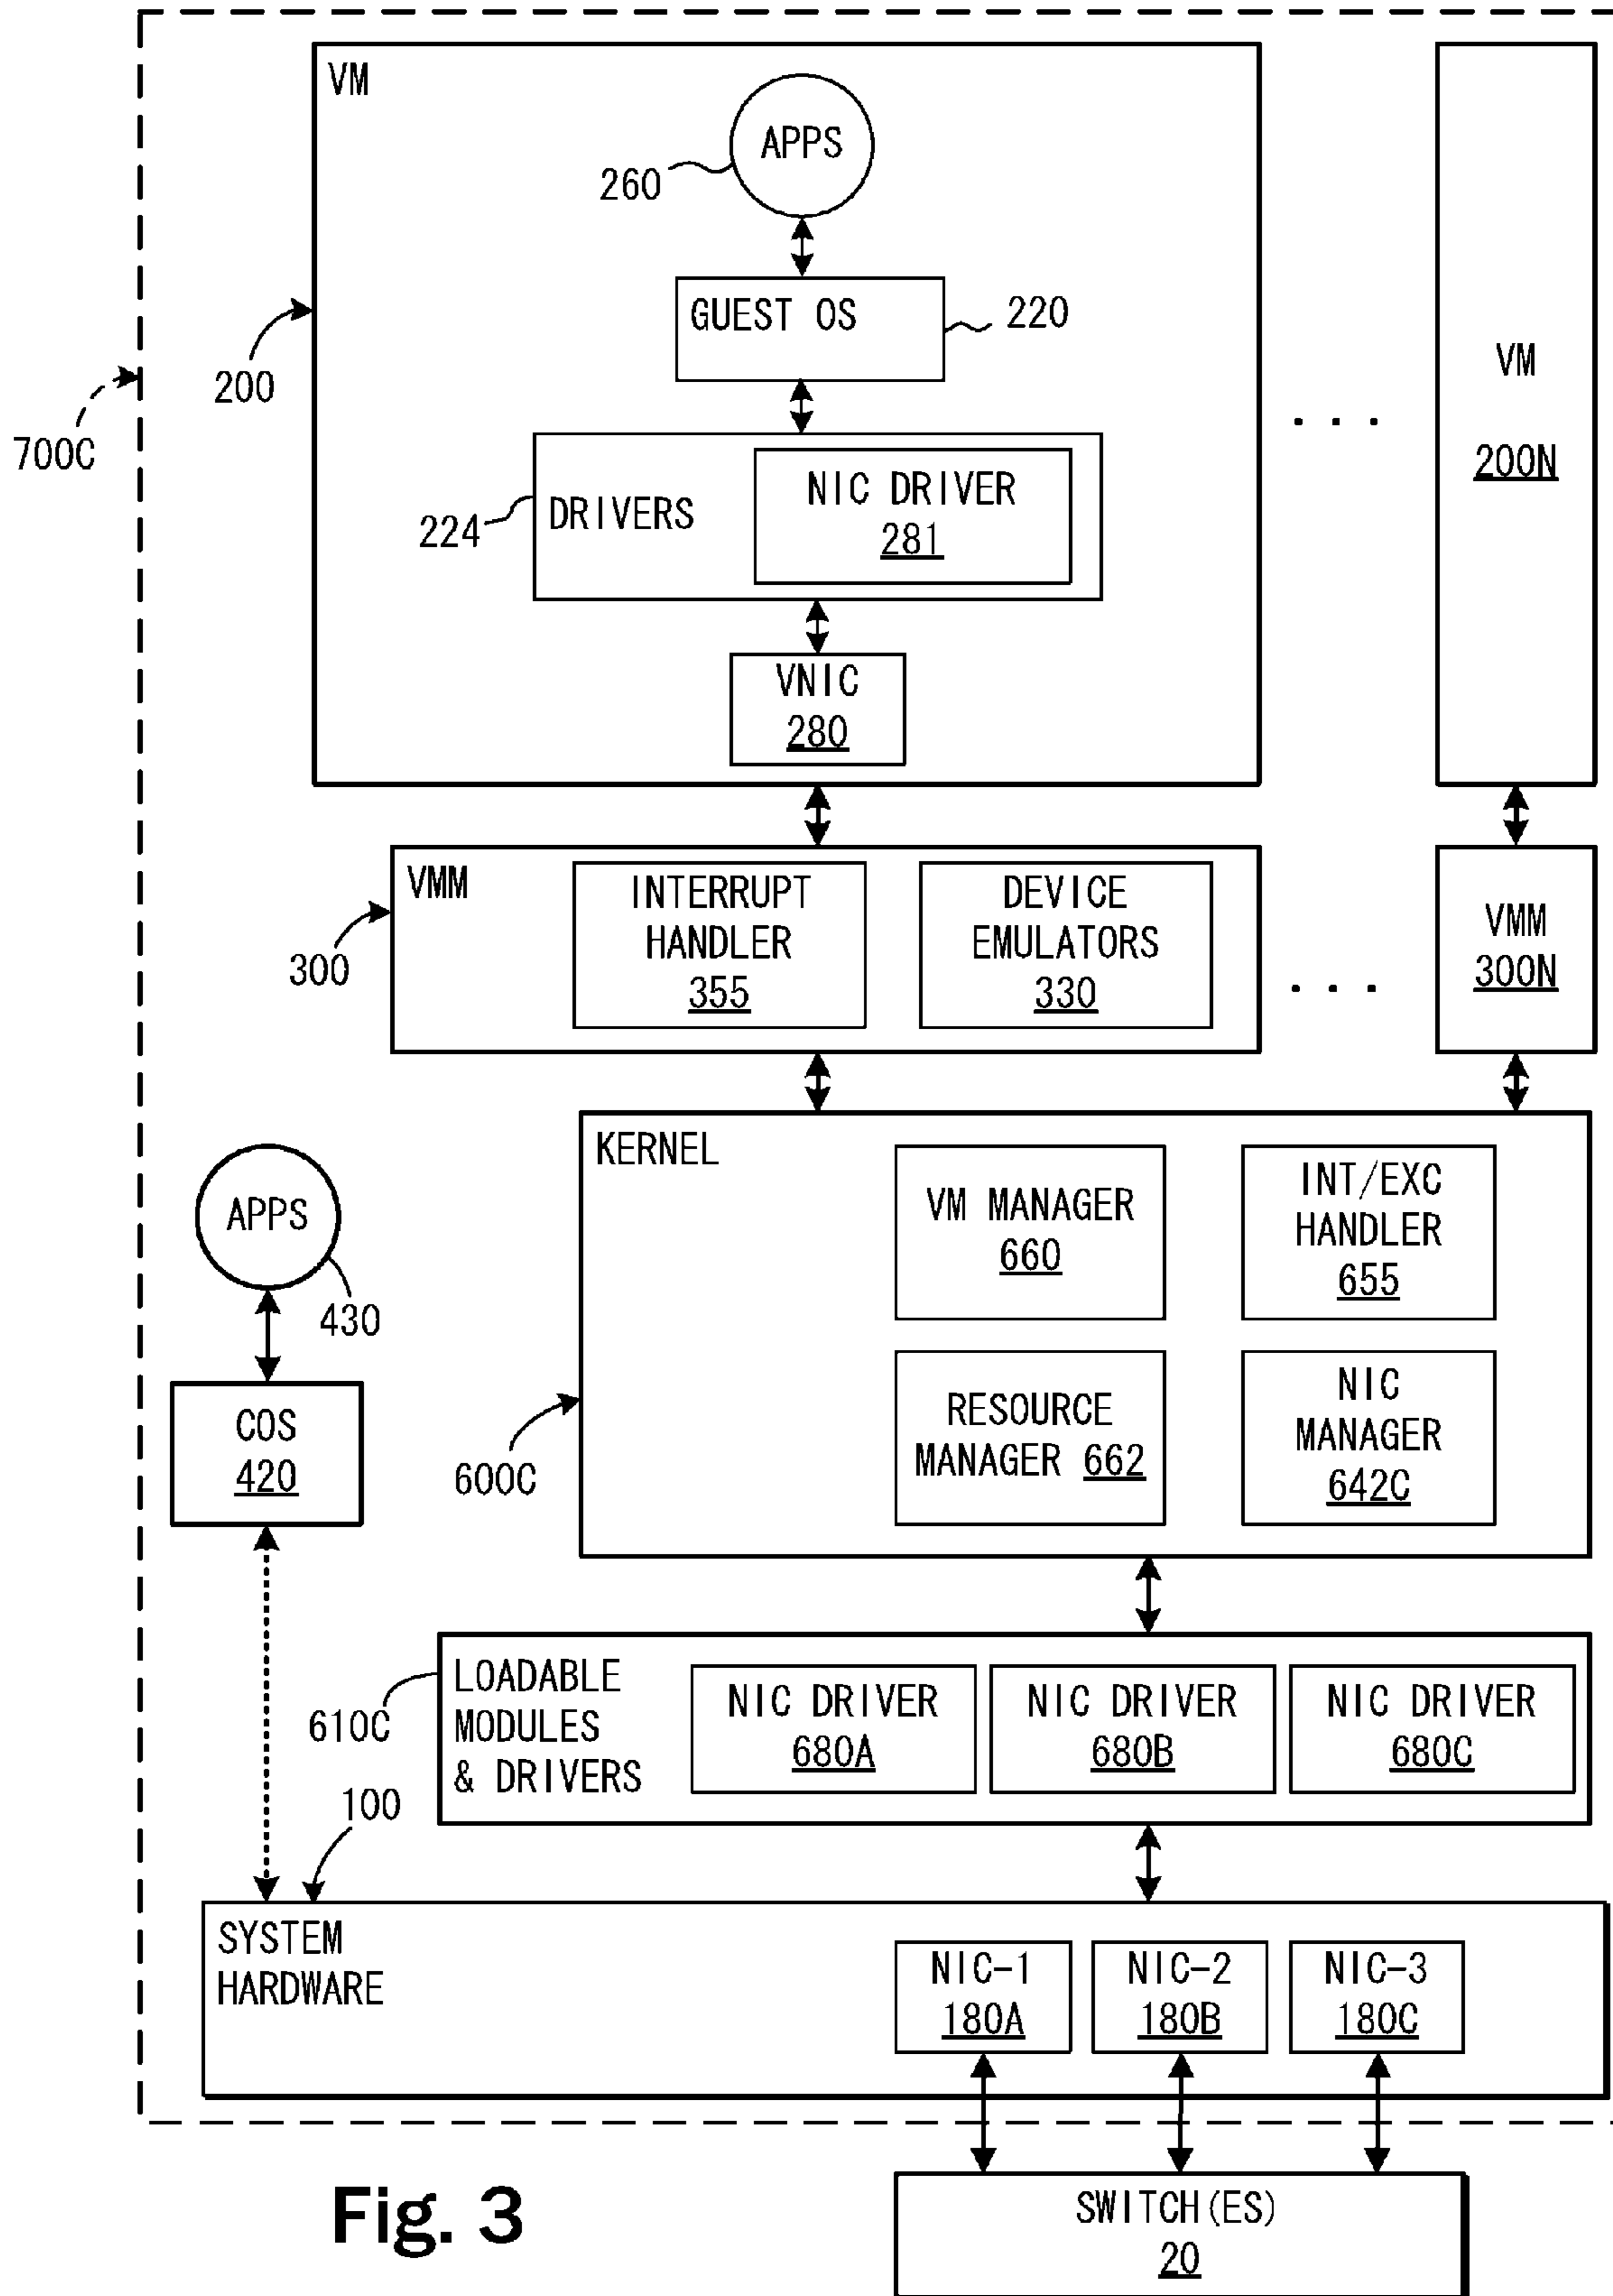 VM
APPS
260
GUEST OS
220
200
700C
DRIVERS
224
NIC DRIVER
281
VNIC
280
. . .
VM
200N
VMM
300
INTERRUPT
HANDLER
355
DEVICE
EMULATORS
330
. . .
VMM
300N
KERNEL
600C
VM MANAGER
660
INT/EXC
HANDLER
655
RESOURCE
MANAGER 662
NIC
MANAGER
642C
APPS
430
COS
420
LOADABLE
MODULES
& DRIVERS
610C
NIC DRIVER
680A
NIC DRIVER
680B
NIC DRIVER
680C
100
SYSTEM
HARDWARE
NIC-1
180A
NIC-2
180B
NIC-3
180C
SWITCH(ES)
20
Fig. 3